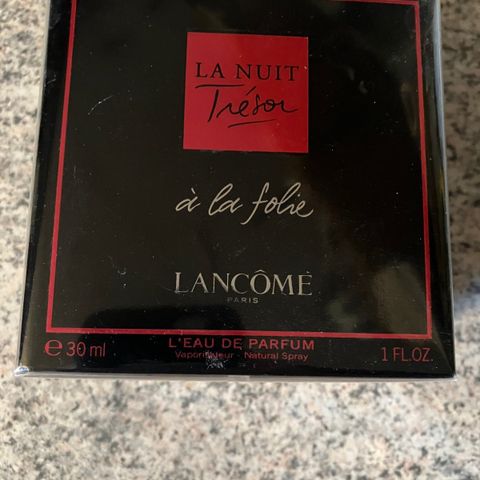 LA NUIT
Trésor
à la folie
LANCÔME
PARIS
℮ 30 ml
L'EAU DE PARFUM
Vaporisateur - Natural Spray
1 FL.OZ.